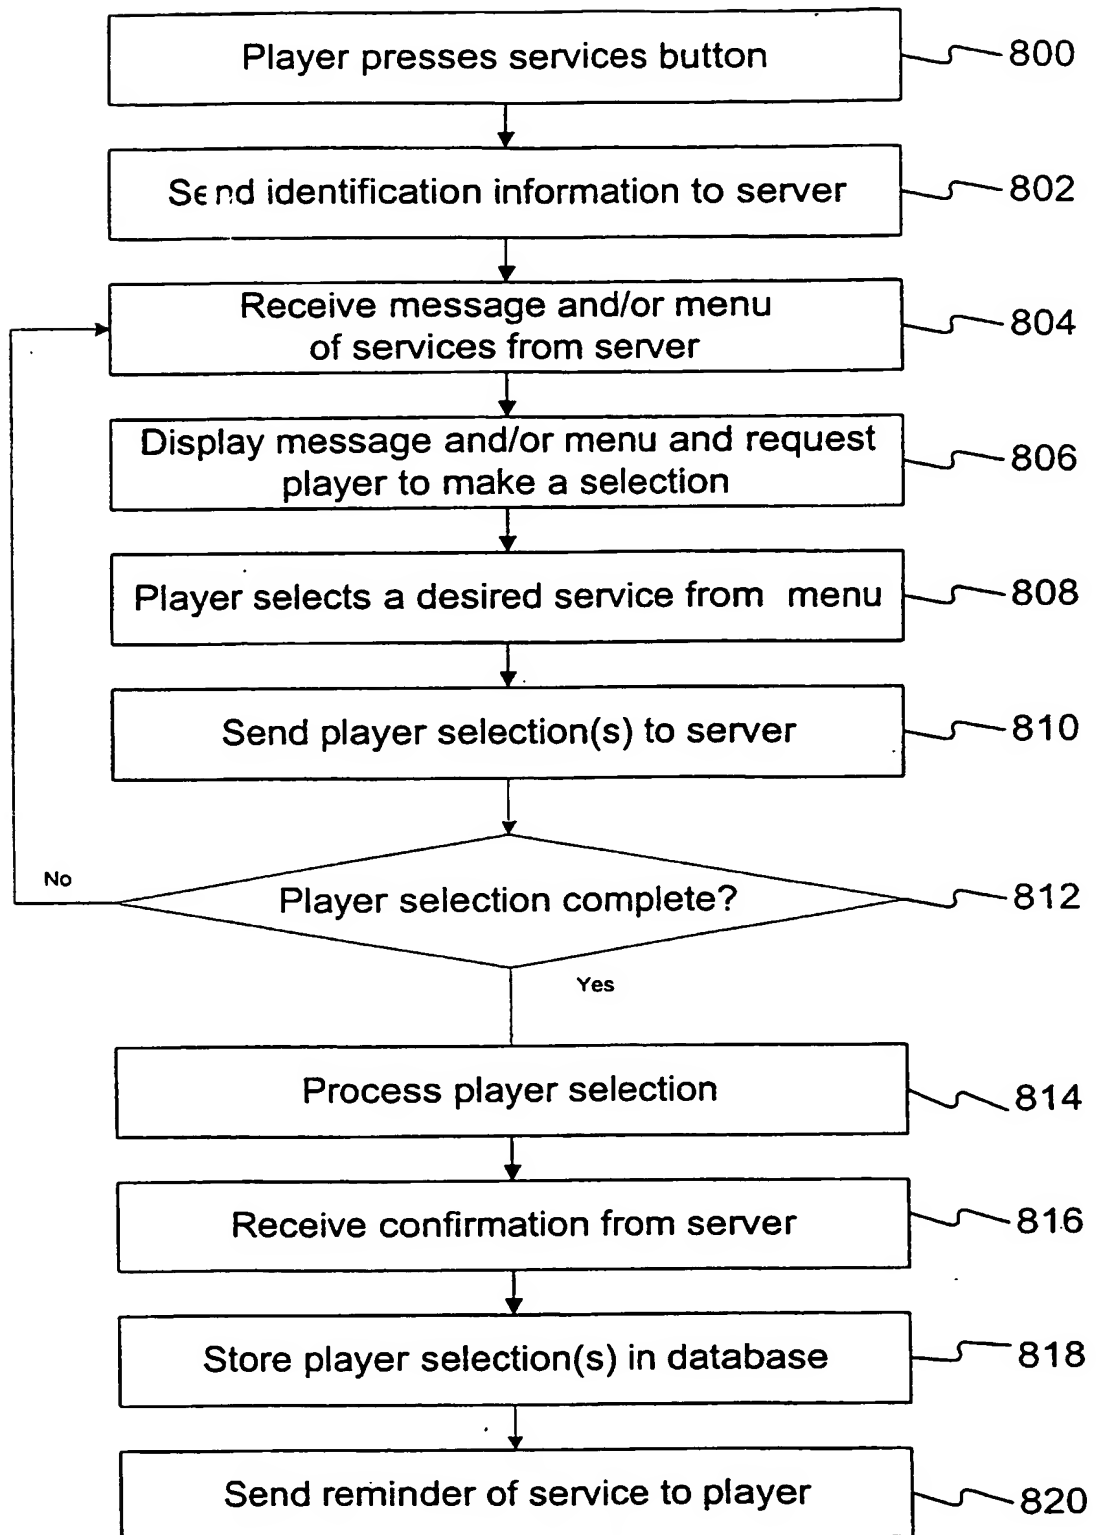 Player presses services button
800
Send identification information to server
802
Receive message and/or menu
of services from server
804
Display message and/or menu and request
player to make a selection
806
Player selects a desired service from menu
808
Send player selection(s) to server
810
Player selection complete?
812
No
Yes
Process player selection
814
Receive confirmation from server
816
Store player selection(s) in database
818
Send reminder of service to player
820